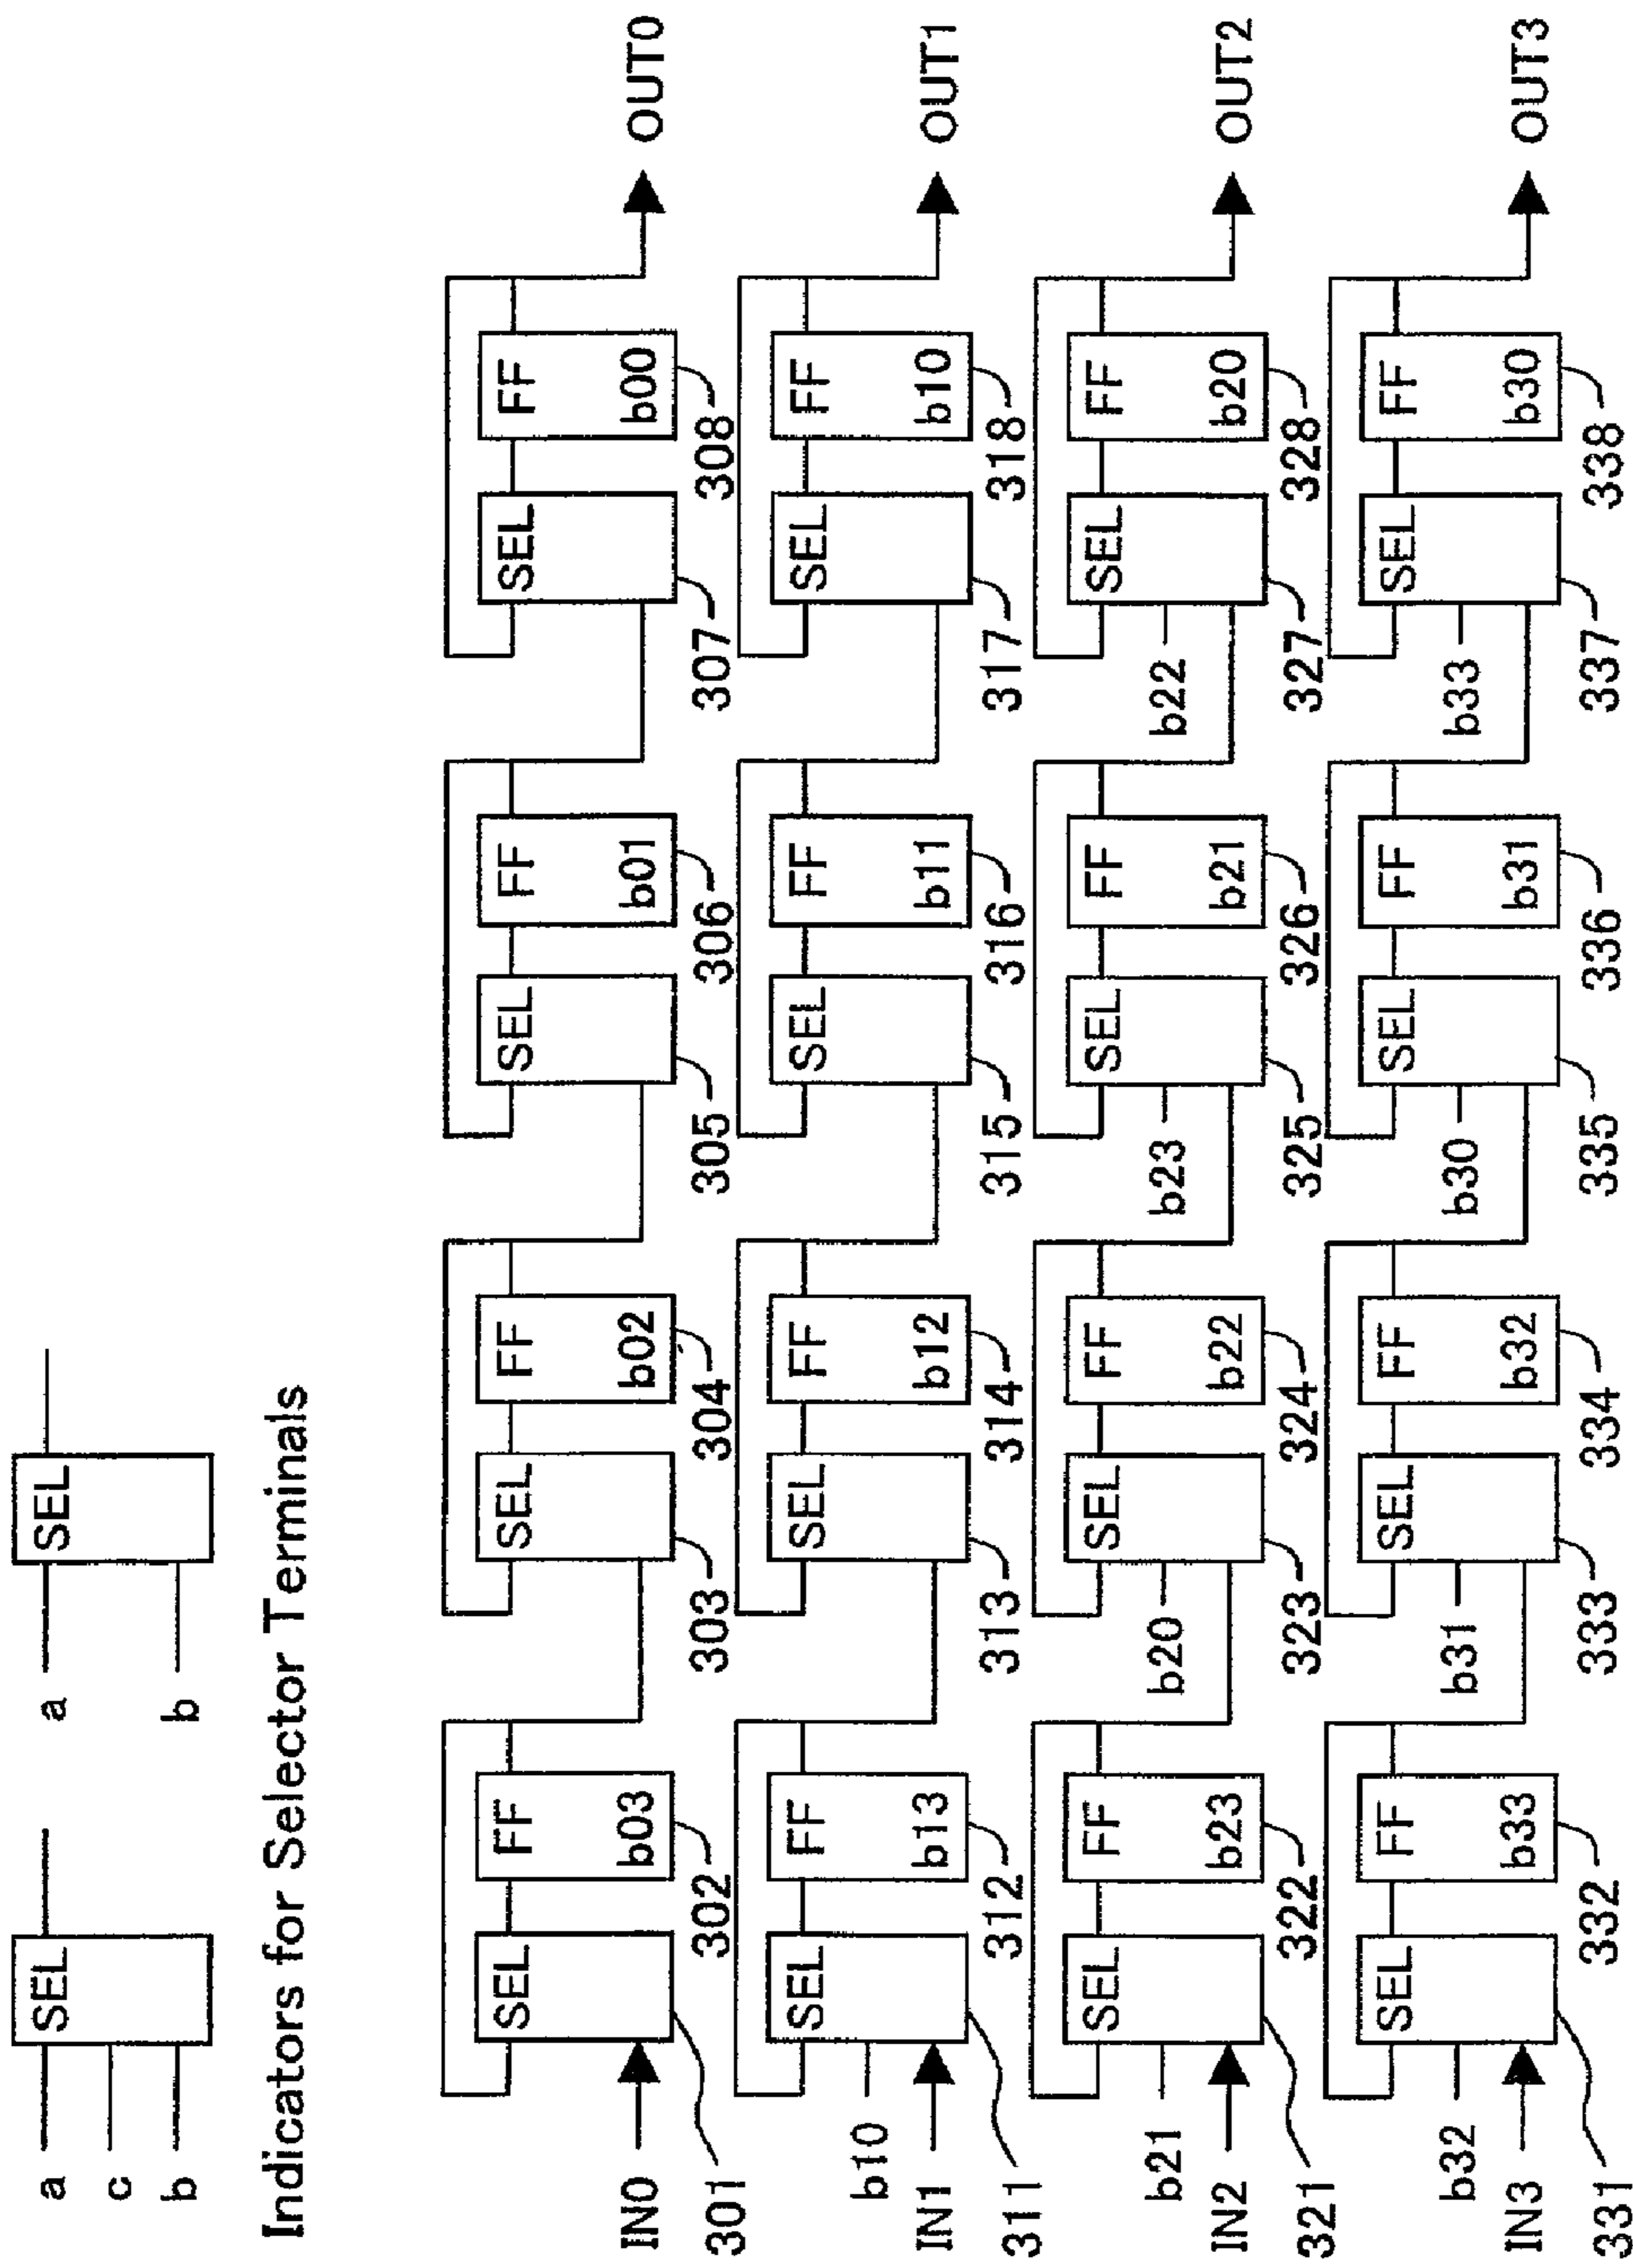 a SEL
c
b
a SEL
b
Indicators for Selector Terminals
SEL FF SEL FF SEL FF SEL FF
IN0 b03 b02 b01 b00 OUT0
301 302 303 304 305 306 307 308
SEL FF SEL FF SEL FF SEL FF
b10
IN1 b13 b12 b11 b10 OUT1
311 312 313 314 315 316 317 318
SEL FF SEL FF SEL FF SEL FF
b21 b20 b23 b22
IN2 b23 b22 b21 b20 OUT2
321 322 323 324 325 326 327 328
SEL FF SEL FF SEL FF SEL FF
b32 b31 b30 b33
IN3 b33 b32 b31 b30 OUT3
331 332 333 334 335 336 337 338